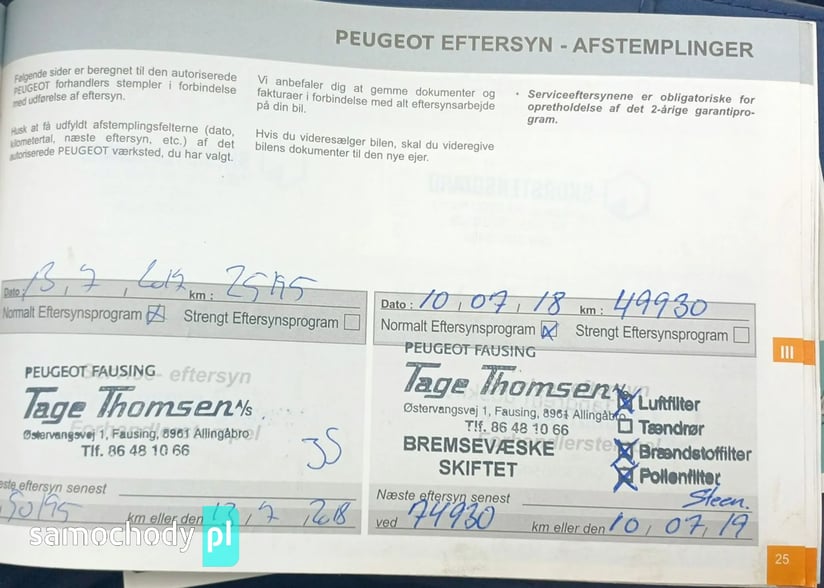 PEUGEOT EFTERSYN - AFSTEMPLINGER
Følgende sider er beregnet til den autoriserede
PEUGEOT forhandlers stempler i forbindelse
med udførelse af eftersyn.
Husk at få udfyldt afstemplingsfelterne (dato,
kilometertal, næste eftersyn, etc.) af det
autoriserede PEUGEOT værksted, du har valgt.
Vi anbefaler dig at gemme dokumenter og
fakturaer i forbindelse med alt eftersynsarbejde
på din bil.
Hvis du videresælger bilen, skal du videregive
bilens dokumenter til den nye ejer.
• Serviceeftersynene er obligatoriske for
opretholdelse af det 2-årige garantipro-
gram.
Dato : 13, 7, 2017 km : 25195
Normalt Eftersynsprogram Strengt Eftersynsprogram
PEUGEOT FAUSING
Tage Thomsen A/S
Østervangsvej 1, Fausing, 8961 Allingåbro
Tlf. 86 48 10 66
JS
este eftersyn senest
50195 km eller den 13, 7, 2018
Dato : 10, 07, 18 km : 49930
Normalt Eftersynsprogram Strengt Eftersynsprogram
PEUGEOT FAUSING
Tage Thomsen A/S
Østervangsvej 1, Fausing, 8961 Allingåbro
Tlf. 86 48 10 66
BREMSEVÆSKE
SKIFTET
Luftfilter
Tændrør
Brændstoffilter
Pollenfilter
Steen.
Næste eftersyn senest
ved 74930 km eller den 10, 07, 19
III
25
samochody pl